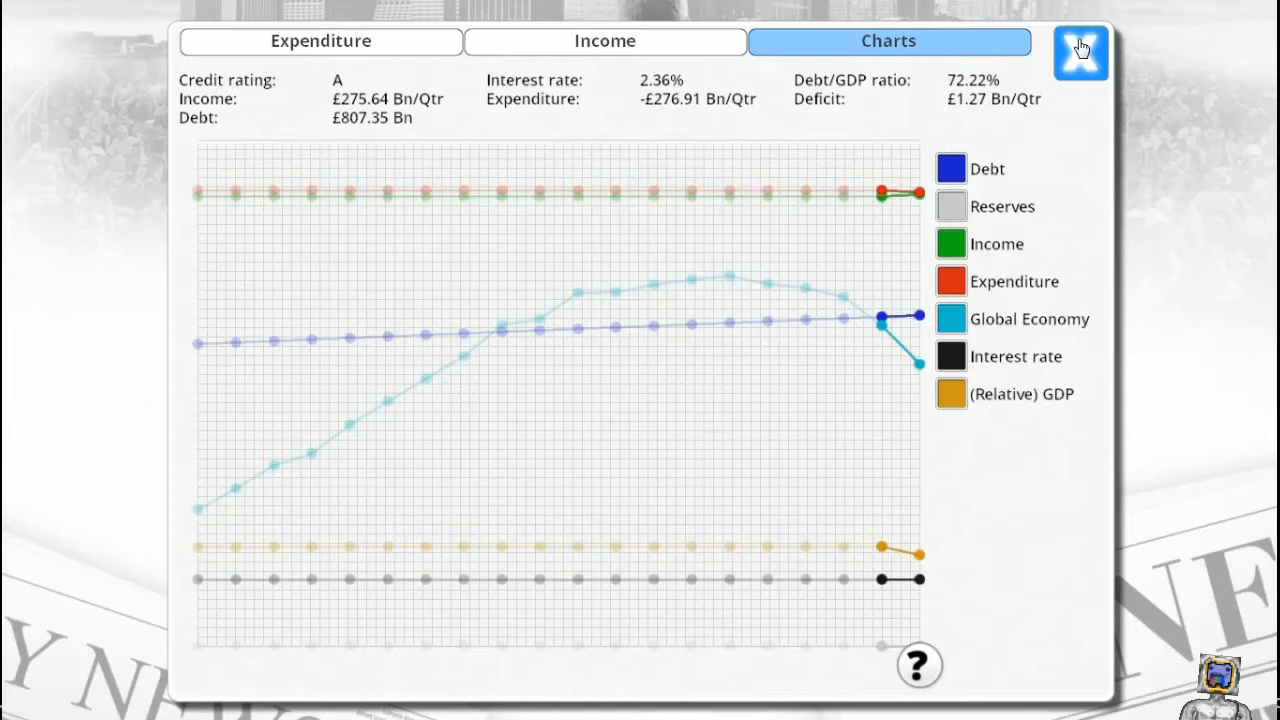 Expenditure Income Charts
X
Credit rating: A Interest rate: 2.36% Debt/GDP ratio: 72.22%
Income: £275.64 Bn/Qtr Expenditure: -£276.91 Bn/Qtr Deficit: £1.27 Bn/Qtr
Debt: £807.35 Bn
Debt
Reserves
Income
Expenditure
Global Economy
Interest rate
(Relative) GDP
?
Y NEWS
NE